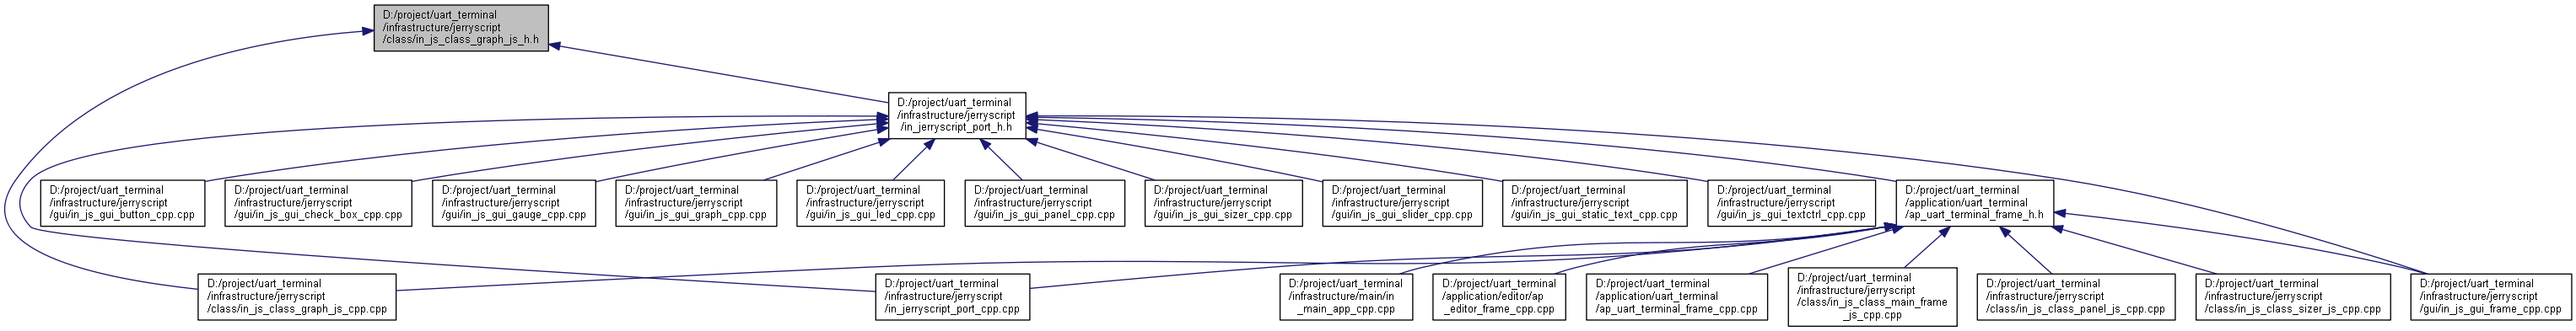 D:/project/uart_terminal
/infrastructure/jerryscript
/class/in_js_class_graph_js_h.h
D:/project/uart_terminal
/infrastructure/jerryscript
/in_jerryscript_port_h.h
D:/project/uart_terminal
/infrastructure/jerryscript
/gui/in_js_gui_button_cpp.cpp
D:/project/uart_terminal
/infrastructure/jerryscript
/gui/in_js_gui_check_box_cpp.cpp
D:/project/uart_terminal
/infrastructure/jerryscript
/gui/in_js_gui_gauge_cpp.cpp
D:/project/uart_terminal
/infrastructure/jerryscript
/gui/in_js_gui_graph_cpp.cpp
D:/project/uart_terminal
/infrastructure/jerryscript
/gui/in_js_gui_led_cpp.cpp
D:/project/uart_terminal
/infrastructure/jerryscript
/gui/in_js_gui_panel_cpp.cpp
D:/project/uart_terminal
/infrastructure/jerryscript
/gui/in_js_gui_sizer_cpp.cpp
D:/project/uart_terminal
/infrastructure/jerryscript
/gui/in_js_gui_slider_cpp.cpp
D:/project/uart_terminal
/infrastructure/jerryscript
/gui/in_js_gui_static_text_cpp.cpp
D:/project/uart_terminal
/infrastructure/jerryscript
/gui/in_js_gui_textctrl_cpp.cpp
D:/project/uart_terminal
/application/uart_terminal
/ap_uart_terminal_frame_h.h
D:/project/uart_terminal
/infrastructure/jerryscript
/class/in_js_class_graph_js_cpp.cpp
D:/project/uart_terminal
/infrastructure/jerryscript
/in_jerryscript_port_cpp.cpp
D:/project/uart_terminal
/infrastructure/main/in
_main_app_cpp.cpp
D:/project/uart_terminal
/application/editor/ap
_editor_frame_cpp.cpp
D:/project/uart_terminal
/application/uart_terminal
/ap_uart_terminal_frame_cpp.cpp
D:/project/uart_terminal
/infrastructure/jerryscript
/class/in_js_class_main_frame
_js_cpp.cpp
D:/project/uart_terminal
/infrastructure/jerryscript
/class/in_js_class_panel_js_cpp.cpp
D:/project/uart_terminal
/infrastructure/jerryscript
/class/in_js_class_sizer_js_cpp.cpp
D:/project/uart_terminal
/infrastructure/jerryscript
/gui/in_js_gui_frame_cpp.cpp